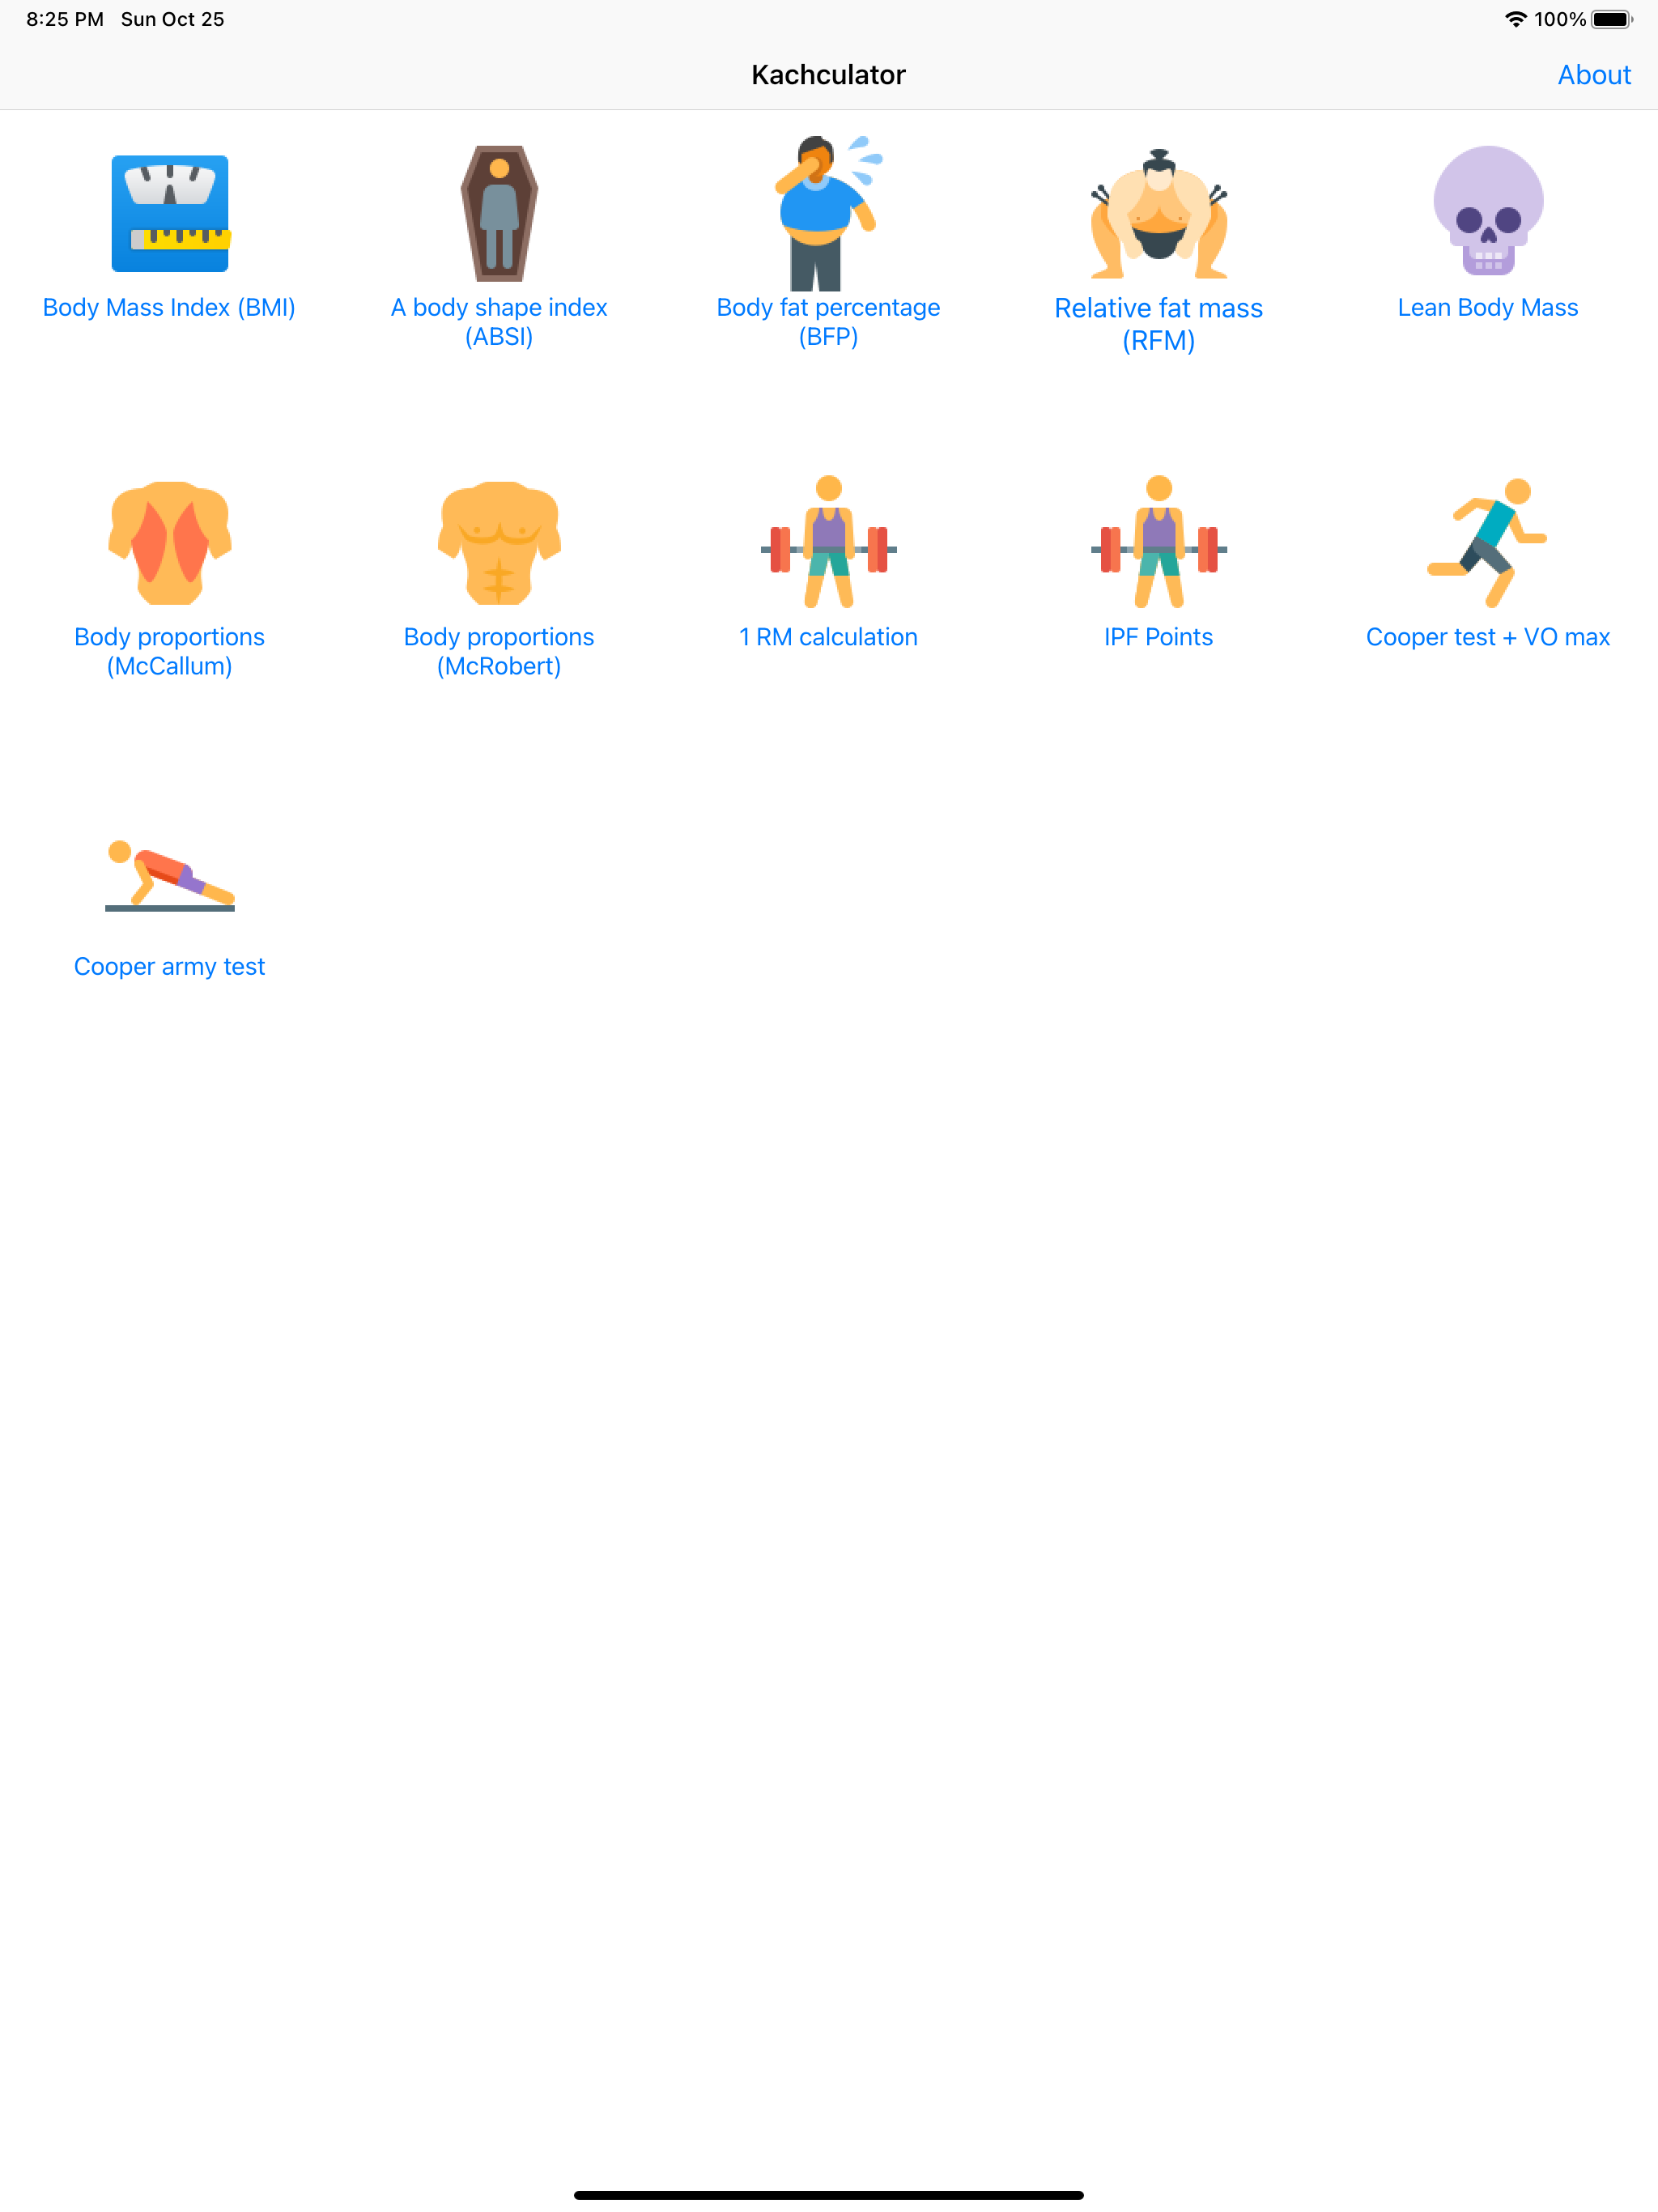 8:25 PM Sun Oct 25
100%
Kachculator
About
Body Mass Index (BMI)
A body shape index
(ABSI)
Body fat percentage
(BFP)
Relative fat mass
(RFM)
Lean Body Mass
Body proportions
(McCallum)
Body proportions
(McRobert)
1 RM calculation
IPF Points
Cooper test + VO max
Cooper army test